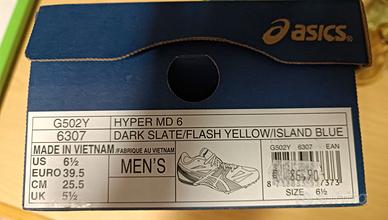 asics
G502Y
HYPER MD 6
6307
DARK SLATE/FLASH YELLOW/ISLAND BLUE
MADE IN VIETNAM/FABRIQUE AU VIETNAM
US 6½
EURO 39.5
CM 25.5
UK 5½
MEN'S
G502Y 6307 EAN
SIZE: 6½